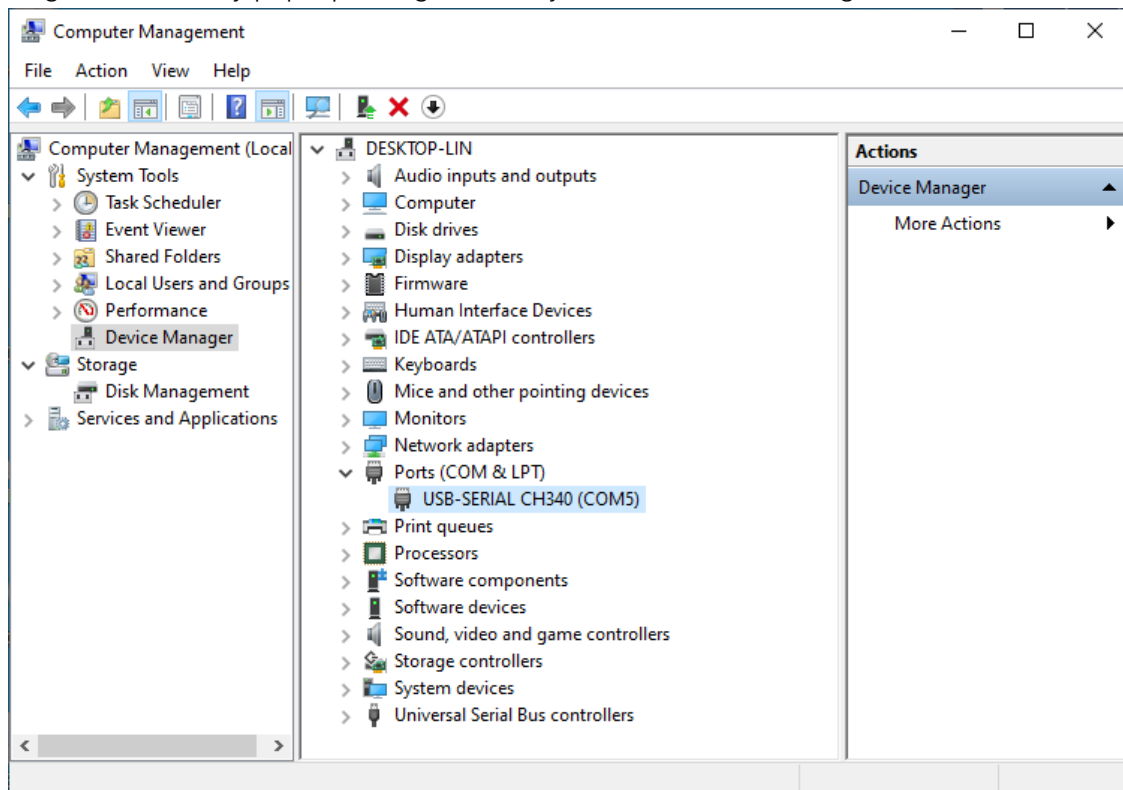 Computer Management
File Action View Help
Computer Management (Local
System Tools
Task Scheduler
Event Viewer
Shared Folders
Local Users and Groups
Performance
Device Manager
Storage
Disk Management
Services and Applications
DESKTOP-LIN
Audio inputs and outputs
Computer
Disk drives
Display adapters
Firmware
Human Interface Devices
IDE ATA/ATAPI controllers
Keyboards
Mice and other pointing devices
Monitors
Network adapters
Ports (COM & LPT)
USB-SERIAL CH340 (COM5)
Print queues
Processors
Software components
Software devices
Sound, video and game controllers
Storage controllers
System devices
Universal Serial Bus controllers
Actions
Device Manager
More Actions